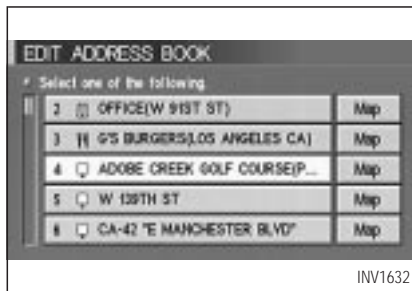 EDIT ADDRESS BOOK
Select one of the following
2 OFFICE(W 91ST ST) Map
3 G'S BURGERS(LOS ANGELES CA) Map
4 ADOBE CREEK GOLF COURSE(P... Map
5 W 139TH ST Map
6 CA-42 "E MANCHESTER BLVD" Map
INV1632